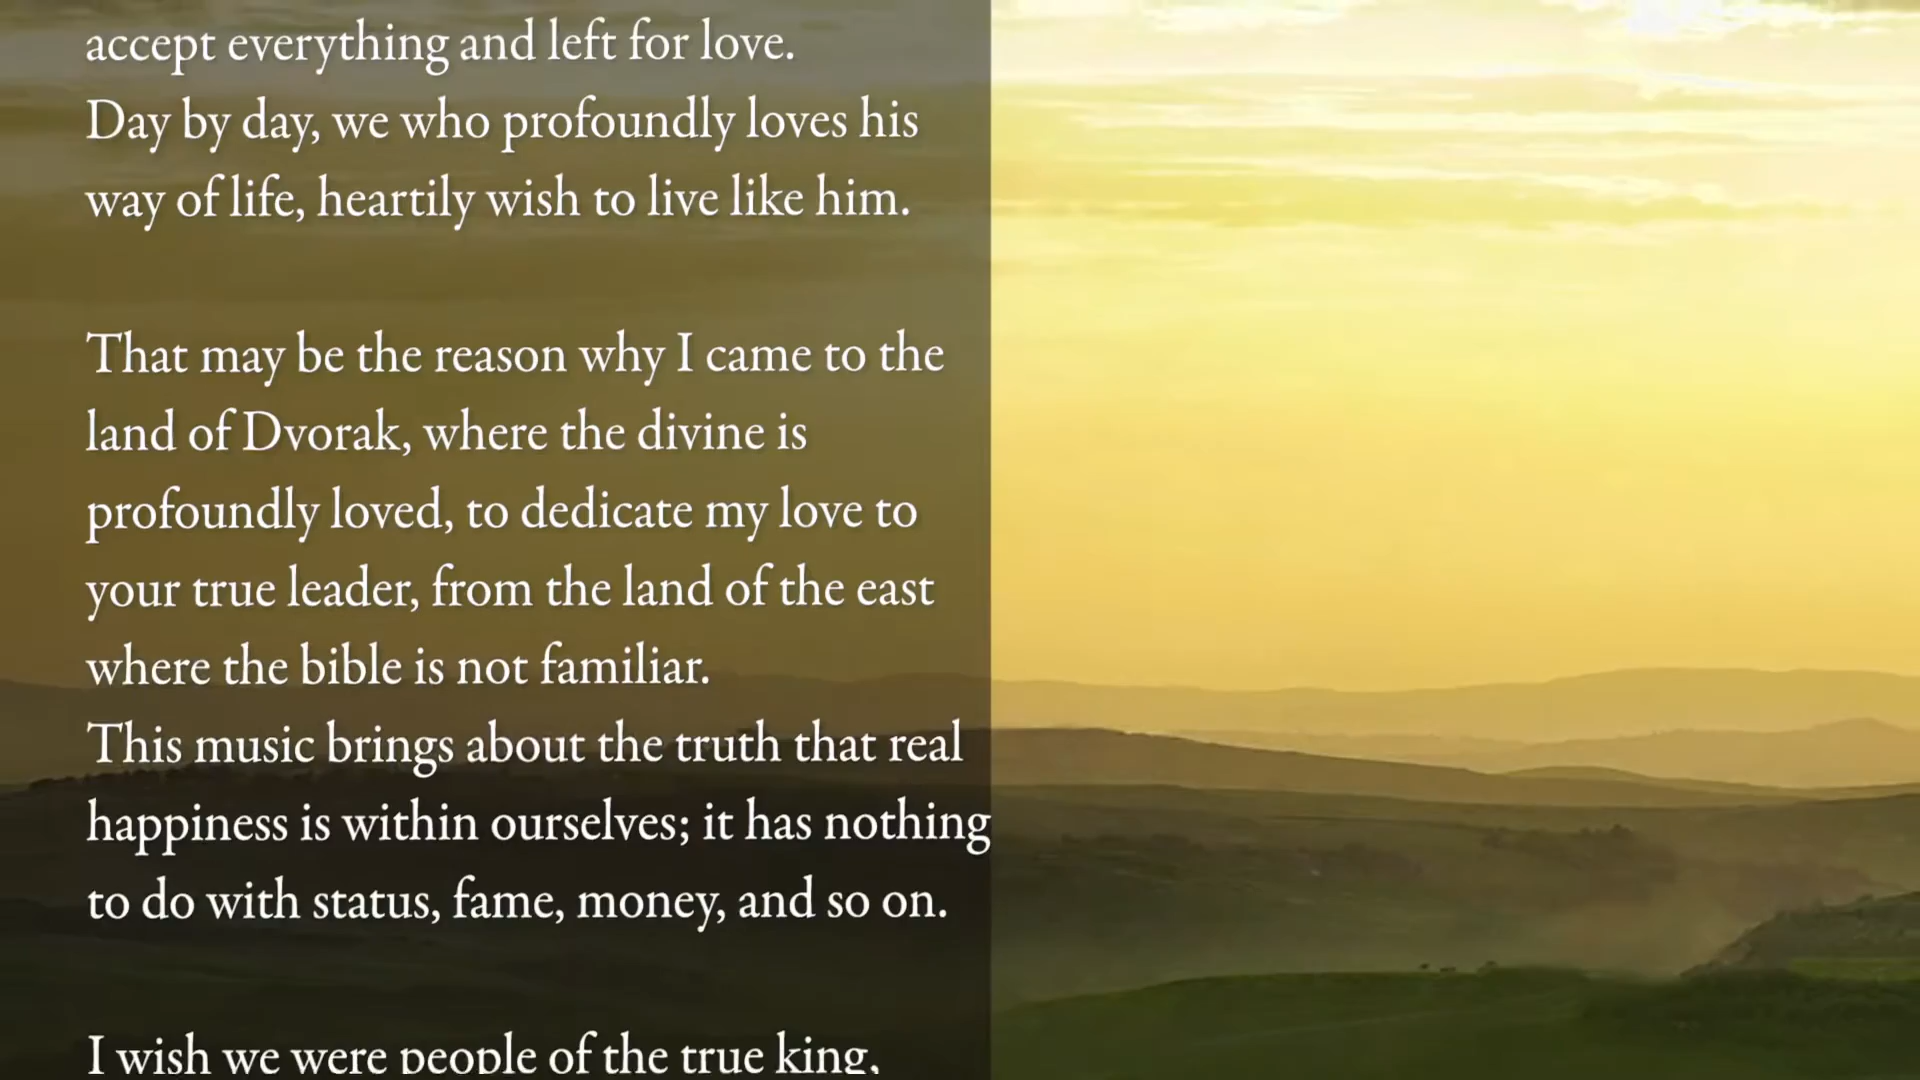 accept everything and left for love.
Day by day, we who profoundly loves his
way of life, heartily wish to live like him.
That may be the reason why I came to the
land of Dvorak, where the divine is
profoundly loved, to dedicate my love to
your true leader, from the land of the east
where the bible is not familiar.
This music brings about the truth that real
happiness is within ourselves; it has nothing
to do with status, fame, money, and so on.
I wish we were people of the true king,